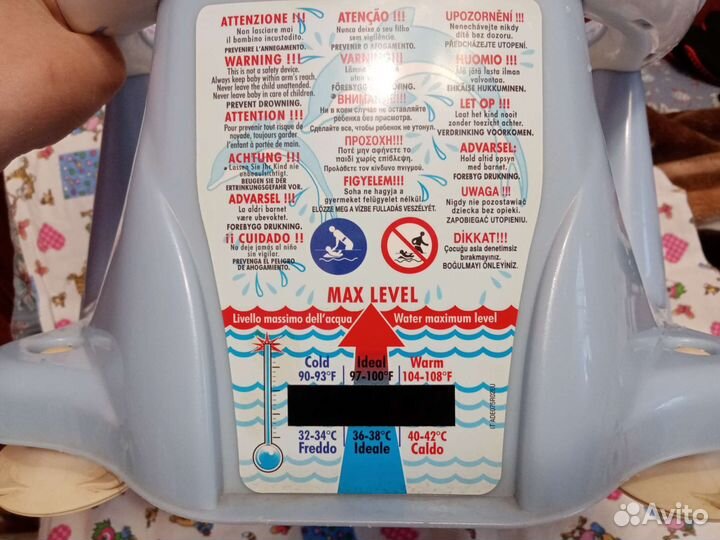 ATTENZIONE !!!
Non lasciare mai
il bambino incustodito.
PREVENIRE L'ANNEGAMENTO.
WARNING !!!
This is not a safety device.
Always keep baby within arm's reach.
Never leave the child unattended.
Never leave baby in care of children.
PREVENT DROWNING.
ATTENTION !!!
Pour prevenir tout risque de
noyade, toujours garder
l'enfant à portée de main.
ACHTUNG !!!
Lassen Sie Ihr Kind nie
unbeaufsichtigt.
BEUGEN SIE DER
ERTRINKUNGSGEFAHR VOR.
ADVARSEL !!!
La aldri barnet
være ubevoktet.
FOREBYGG DRUKNING.
¡¡ CUIDADO !!
No deje jamás al niño
sin vigilar.
PREVENGA EL PELIGRO
DE AHOGAMIENTO.
ATENÇÃO !!!
Nunca deixe o seu filho
sem vigilância.
PREVENIR O AFOGAMENTO.
VARNING !!!
Lämna
FÖREBYGG
ВНИМАНИЕ!!!
Ни в коем случае не оставляйте
ребенка без присмотра.
Сделайте все, чтобы ребенок не утонул.
ΠΡΟΣΟΧΗ!!!
Ποτέ μην αφήνετε το
παιδί χωρίς επίβλεψη.
Προλάβετε τον κίνδυνο πνιγμού.
FIGYELEM!!!
Soha ne hagyja a
gyermeket felügyelet nélkül!
ELŐZZE MEG A VÍZBE FULLADÁS VESZÉLYÉT.
UPOZORNĚNÍ !!!
Nenechávejte nikdy
dítě bez dozoru.
PŘEDCHÁZEJTE UTOPENÍ.
HUOMIO !!!
Älä jätä lasta ilman
valvontaa.
EHKÄISE HUKKUMINEN.
LET OP !!!
Laat het kind nooit
zonder toezicht achter.
VERDRINKING VOORKOMEN.
ADVARSEL:
Hold altid opsyn
med barnet.
FOREBYG DRUKNING.
UWAGA !!!
Nigdy nie pozostawiać
dziecka bez opieki.
ZAPOBIEGAĆ UTOPIENIU.
DİKKAT!!!
Çocuğu asla denetimsiz
bırakmayınız.
BOĞULMAYI ÖNLEYİNİZ.
MAX LEVEL
Livello massimo dell'acqua
Water maximum level
Cold Ideal Warm
90-93°F 97-100°F 104-108°F
32-34°C 36-38°C 40-42°C
Freddo Ideale Caldo
Avito